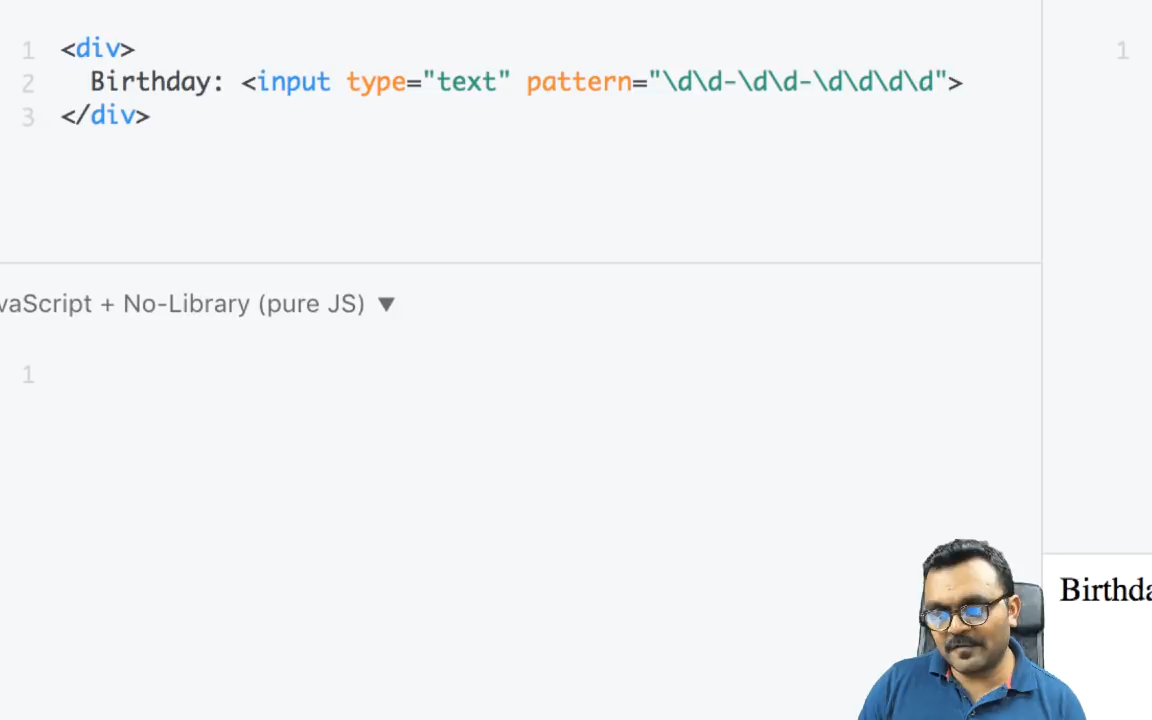 1 <div>
2 Birthday: <input type="text" pattern="\d\d-\d\d-\d\d\d\d">
3 </div>
1
vaScript + No-Library (pure JS) ▼
1
Birthda